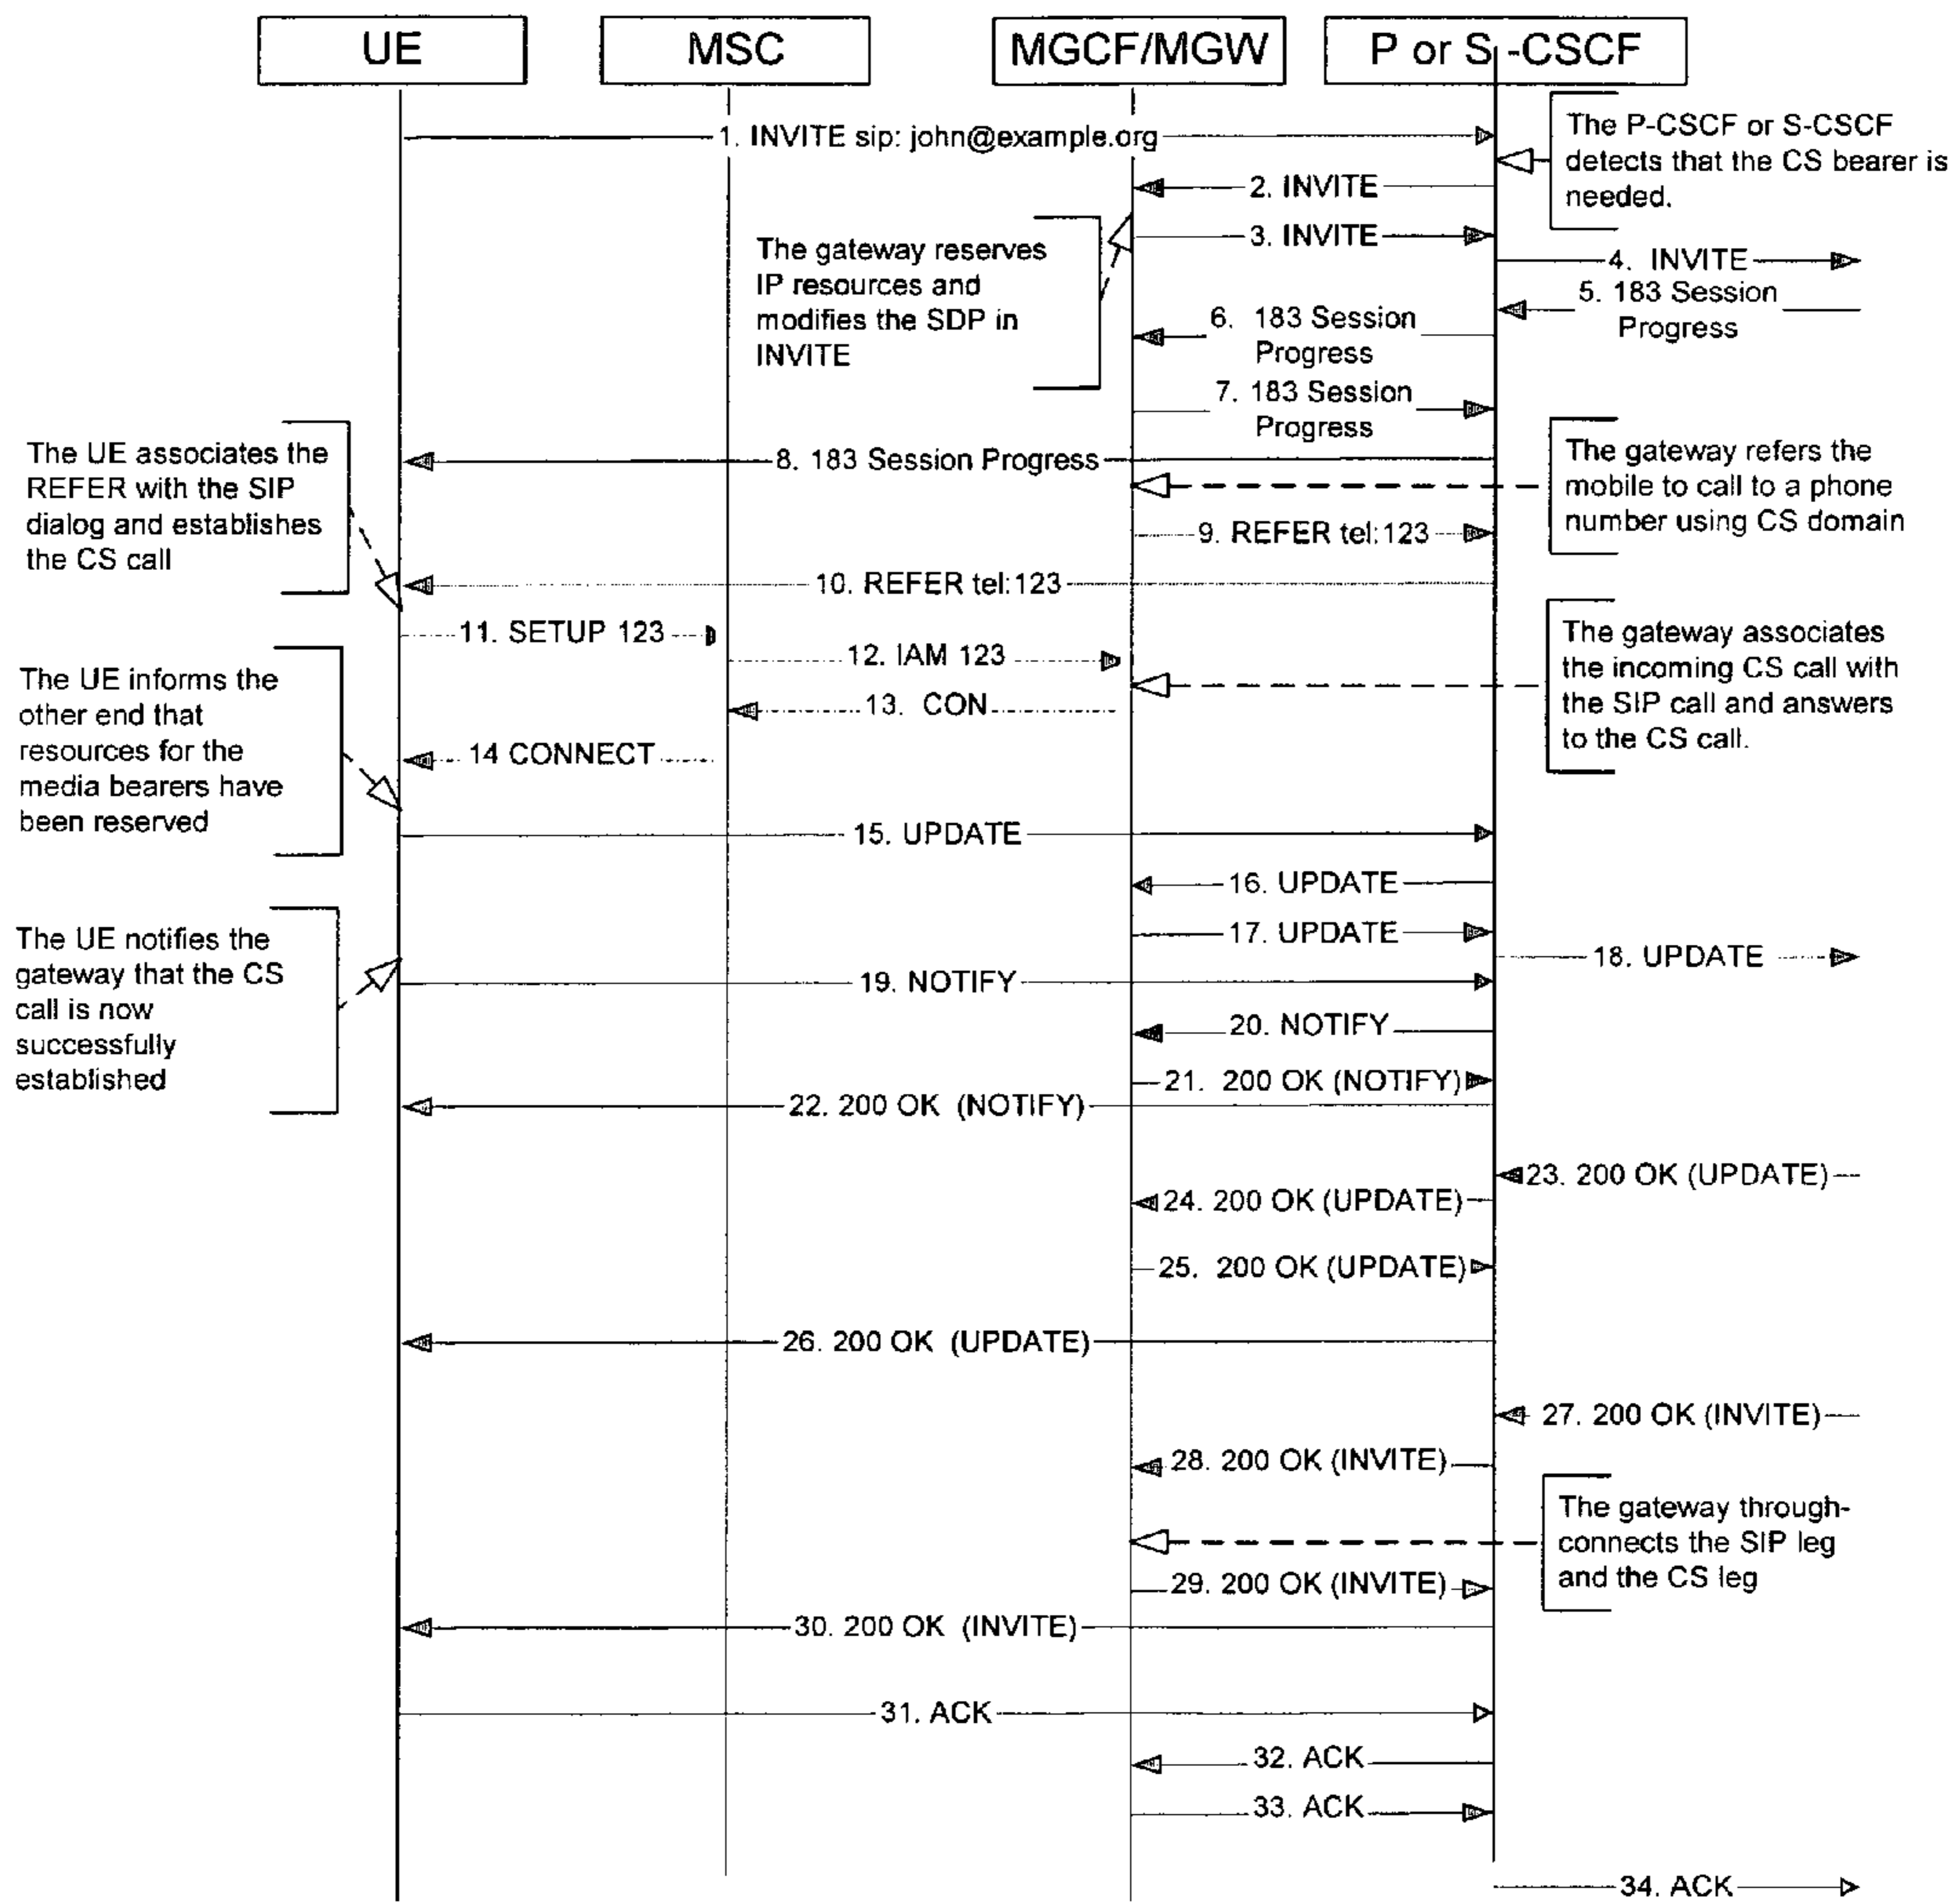 UE
MSC
MGCF/MGW
P or S -CSCF
1. INVITE sip: john@example.org
The P-CSCF or S-CSCF
detects that the CS bearer is
needed.
2. INVITE
3. INVITE
The gateway reserves
IP resources and
modifies the SDP in
INVITE
4. INVITE
5. 183 Session
Progress
6. 183 Session
Progress
7. 183 Session
Progress
The UE associates the
REFER with the SIP
dialog and establishes
the CS call
8. 183 Session Progress
The gateway refers the
mobile to call to a phone
number using CS domain
9. REFER tel:123
10. REFER tel:123
11. SETUP 123
12. IAM 123
The gateway associates
the incoming CS call with
the SIP call and answers
to the CS call.
The UE informs the
other end that
resources for the
media bearers have
been reserved
13. CON
14 CONNECT
15. UPDATE
16. UPDATE
17. UPDATE
18. UPDATE
The UE notifies the
gateway that the CS
call is now
successfully
established
19. NOTIFY
20. NOTIFY
21. 200 OK (NOTIFY)
22. 200 OK (NOTIFY)
23. 200 OK (UPDATE)
24. 200 OK (UPDATE)
25. 200 OK (UPDATE)
26. 200 OK (UPDATE)
27. 200 OK (INVITE)
28. 200 OK (INVITE)
The gateway through-
connects the SIP leg
and the CS leg
29. 200 OK (INVITE)
30. 200 OK (INVITE)
31. ACK
32. ACK
33. ACK
34. ACK